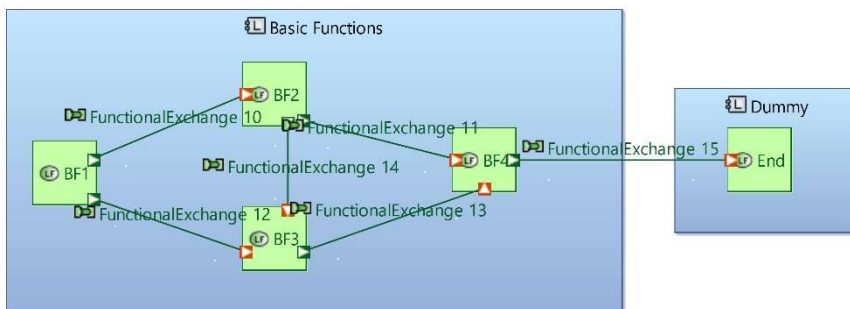 Basic Functions
BF2
FunctionalExchange 10
FunctionalExchange 11
Dummy
FunctionalExchange 15
BF1
FunctionalExchange 14
BF4
End
FunctionalExchange 12
FunctionalExchange 13
BF3